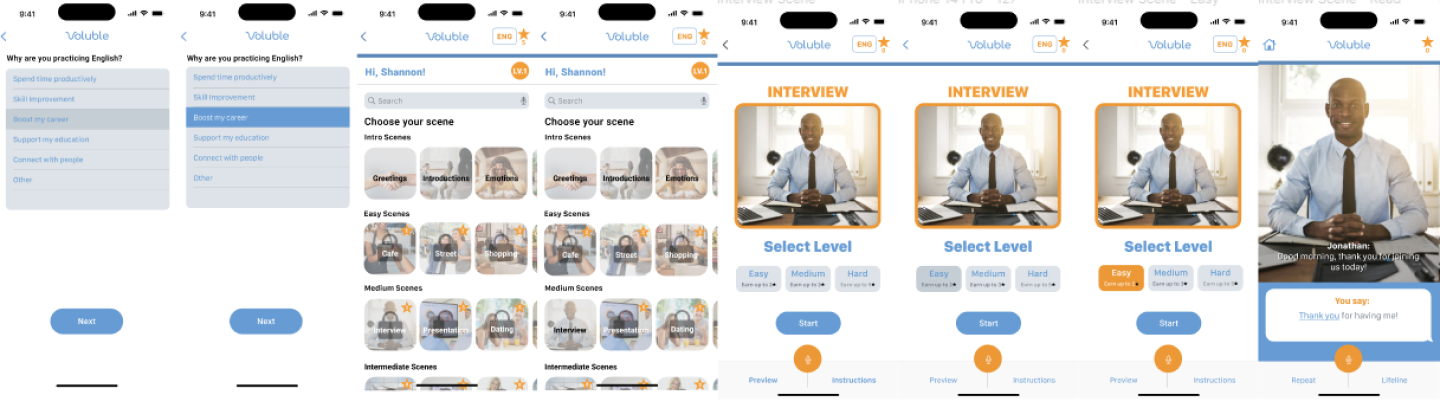 9:41
Voluble
Why are you practicing English?
Spend time productively
Skill Improvement
Boost my career
Support my education
Connect with people
Other
Next
9:41
Voluble
Why are you practicing English?
Spend time productively
Skill Improvement
Boost my career
Support my education
Connect with people
Other
Next
9:41
Voluble
ENG
5
Hi, Shannon!
LV.1
Search
Choose your scene
Intro Scenes
Greetings
Introductions
Emotions
Easy Scenes
Cafe
Street
Shopping
Medium Scenes
Interview
Presentation
Dating
Intermediate Scenes
9:41
Voluble
ENG
0
Hi, Shannon!
LV.1
Search
Choose your scene
Intro Scenes
Greetings
Introductions
Emotions
Easy Scenes
Cafe
Street
Shopping
Medium Scenes
Interview
Presentation
Dating
Intermediate Scenes
Interview Scene
9:41
Voluble
ENG
0
INTERVIEW
Select Level
Easy
Earn up to 2
Medium
Earn up to 3
Hard
Earn up to 5
Start
Preview
Instructions
iPhone 14 Pro - 127
9:41
Voluble
ENG
0
INTERVIEW
Select Level
Easy
Earn up to 2
Medium
Earn up to 3
Hard
Earn up to 5
Start
Preview
Instructions
Interview Scene - Easy
9:41
Voluble
ENG
0
INTERVIEW
Select Level
Easy
Earn up to 2
Medium
Earn up to 3
Hard
Earn up to 5
Start
Preview
Instructions
Interview Scene - Read
9:41
Voluble
0
Jonathan:
Good morning, thank you for joining
us today!
You say:
Thank you for having me!
Repeat
Lifeline